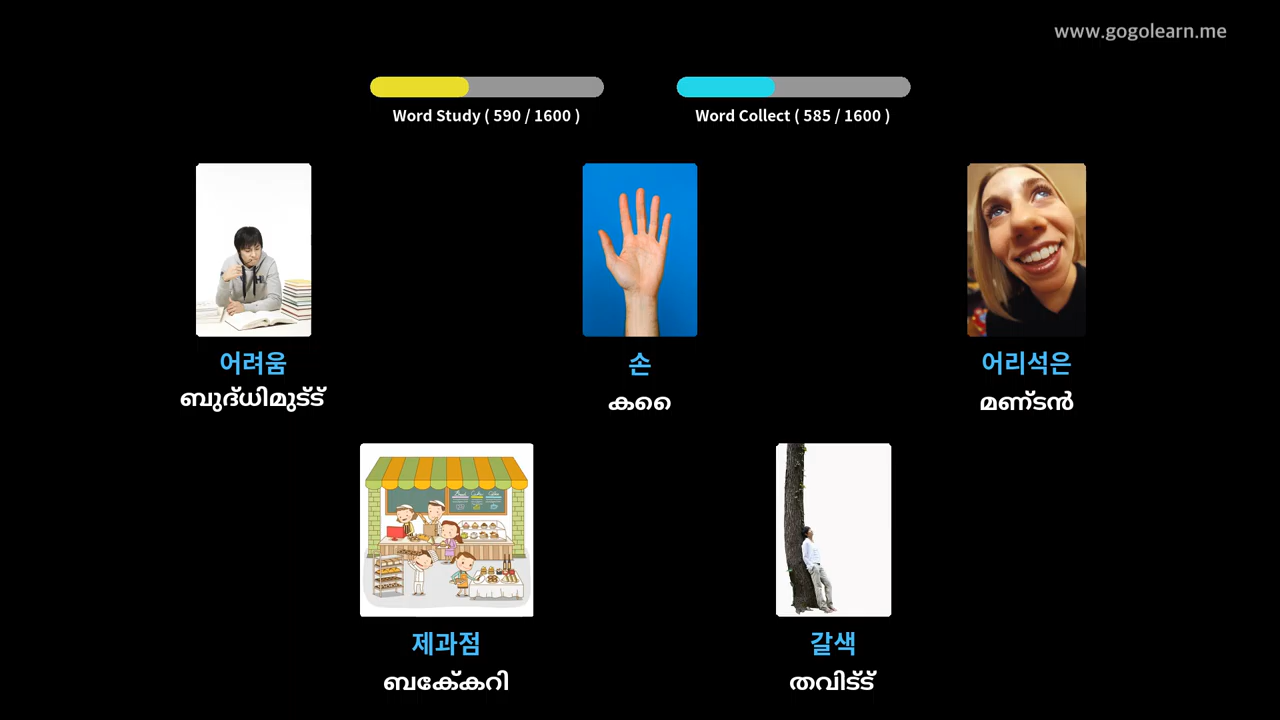 www.gogolearn.me
Word Study ( 590 / 1600 )
Word Collect ( 585 / 1600 )
어려움
ബുദ്ധിമുട്ട്
손
കൈ
어리석은
മണ്ടൻ
제과점
ബേക്കറി
갈색
തവിട്ട്